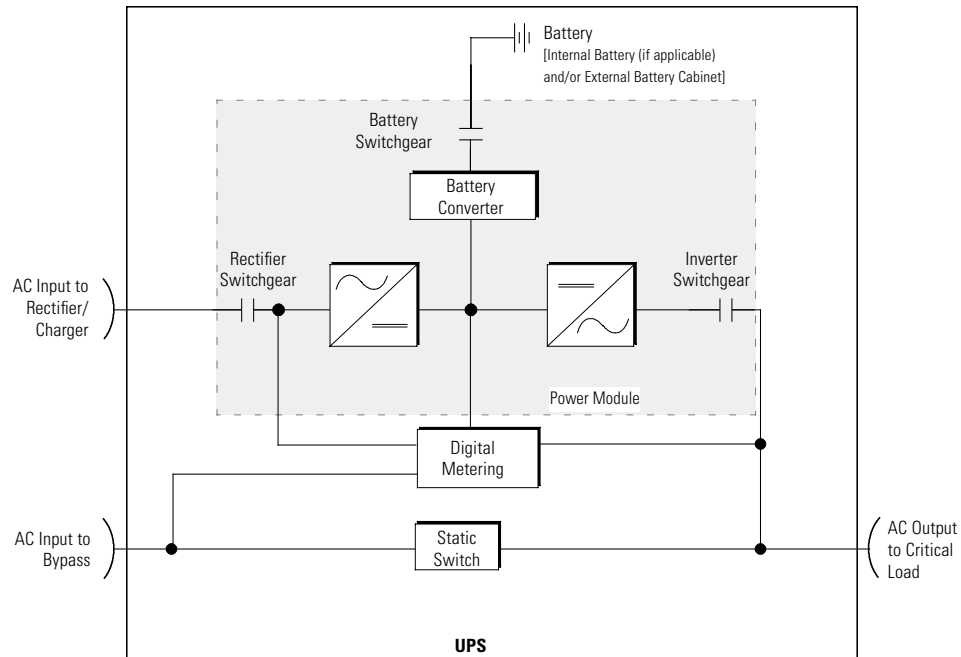 Battery
[Internal Battery (if applicable)
and/or External Battery Cabinet]
Battery
Switchgear
Battery
Converter
Rectifier
Switchgear
Inverter
Switchgear
AC Input to
Rectifier/
Charger
Power Module
Digital
Metering
AC Input to
Bypass
Static
Switch
AC Output
to Critical
Load
UPS